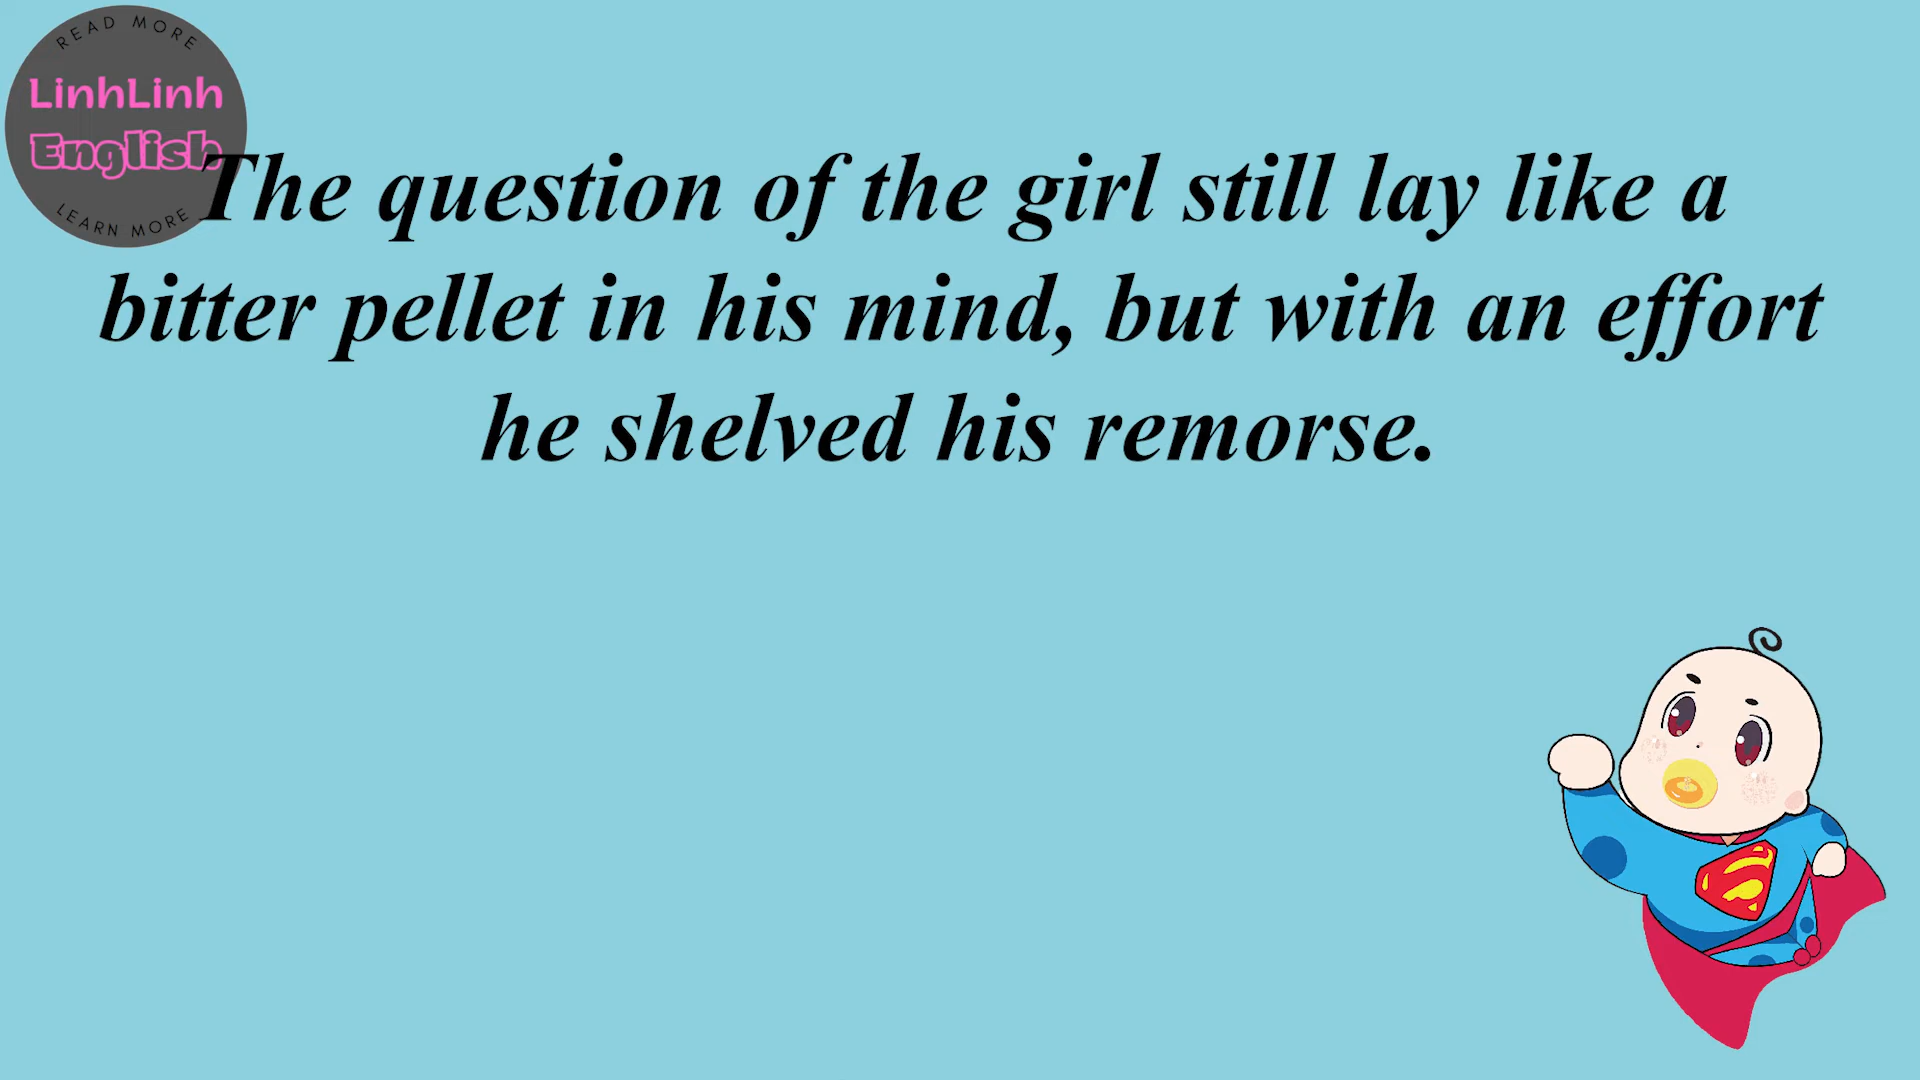 READ MORE
LinhLinh
English
LEARN MORE
The question of the girl still lay like a
bitter pellet in his mind, but with an effort
he shelved his remorse.